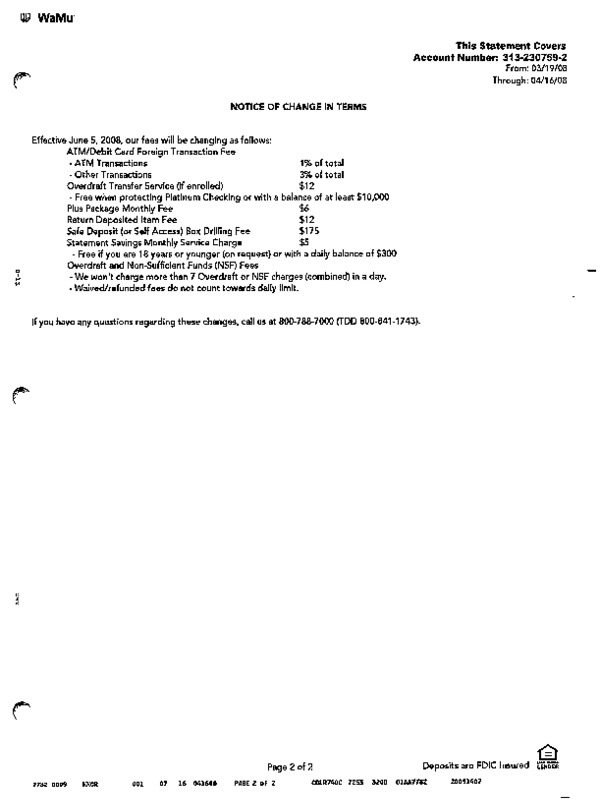 WaMu
This Statement Covers
Account Number: 313-230759-2
From: 03/19/08
Through: 04/16/08
NOTICE OF CHANGE IN TERMS
Effective June 5, 2008, our fees will be changing as follows:
ATM/Debit Card Foreign Transaction Fee
- ATM Transactions 1% of total
- Other Transactions 3% of total
Overdraft Transfer Service (if enrolled) $12
- Free when protecting Platinum Checking or with a balance of at least $10,000
Plus Package Monthly Fee $6
Return Deposited Item Fee $12
Safe Deposit (or Self Access) Box Drilling Fee $175
Statement Savings Monthly Service Charge $5
- Free if you are 18 years or younger (on request) or with a daily balance of $300
Overdraft and Non-Sufficient Funds (NSF) Fees
- We won't charge more than 7 Overdraft or NSF charges (combined) in a day.
- Waived/refunded fees do not count towards daily limit.
If you have any questions regarding these changes, call us at 800-788-7000 (TDD 800-841-1743).
Page 2 of 2
Deposits are FDIC Insured
LENDER
001 07 16 PAGE 2 of 2